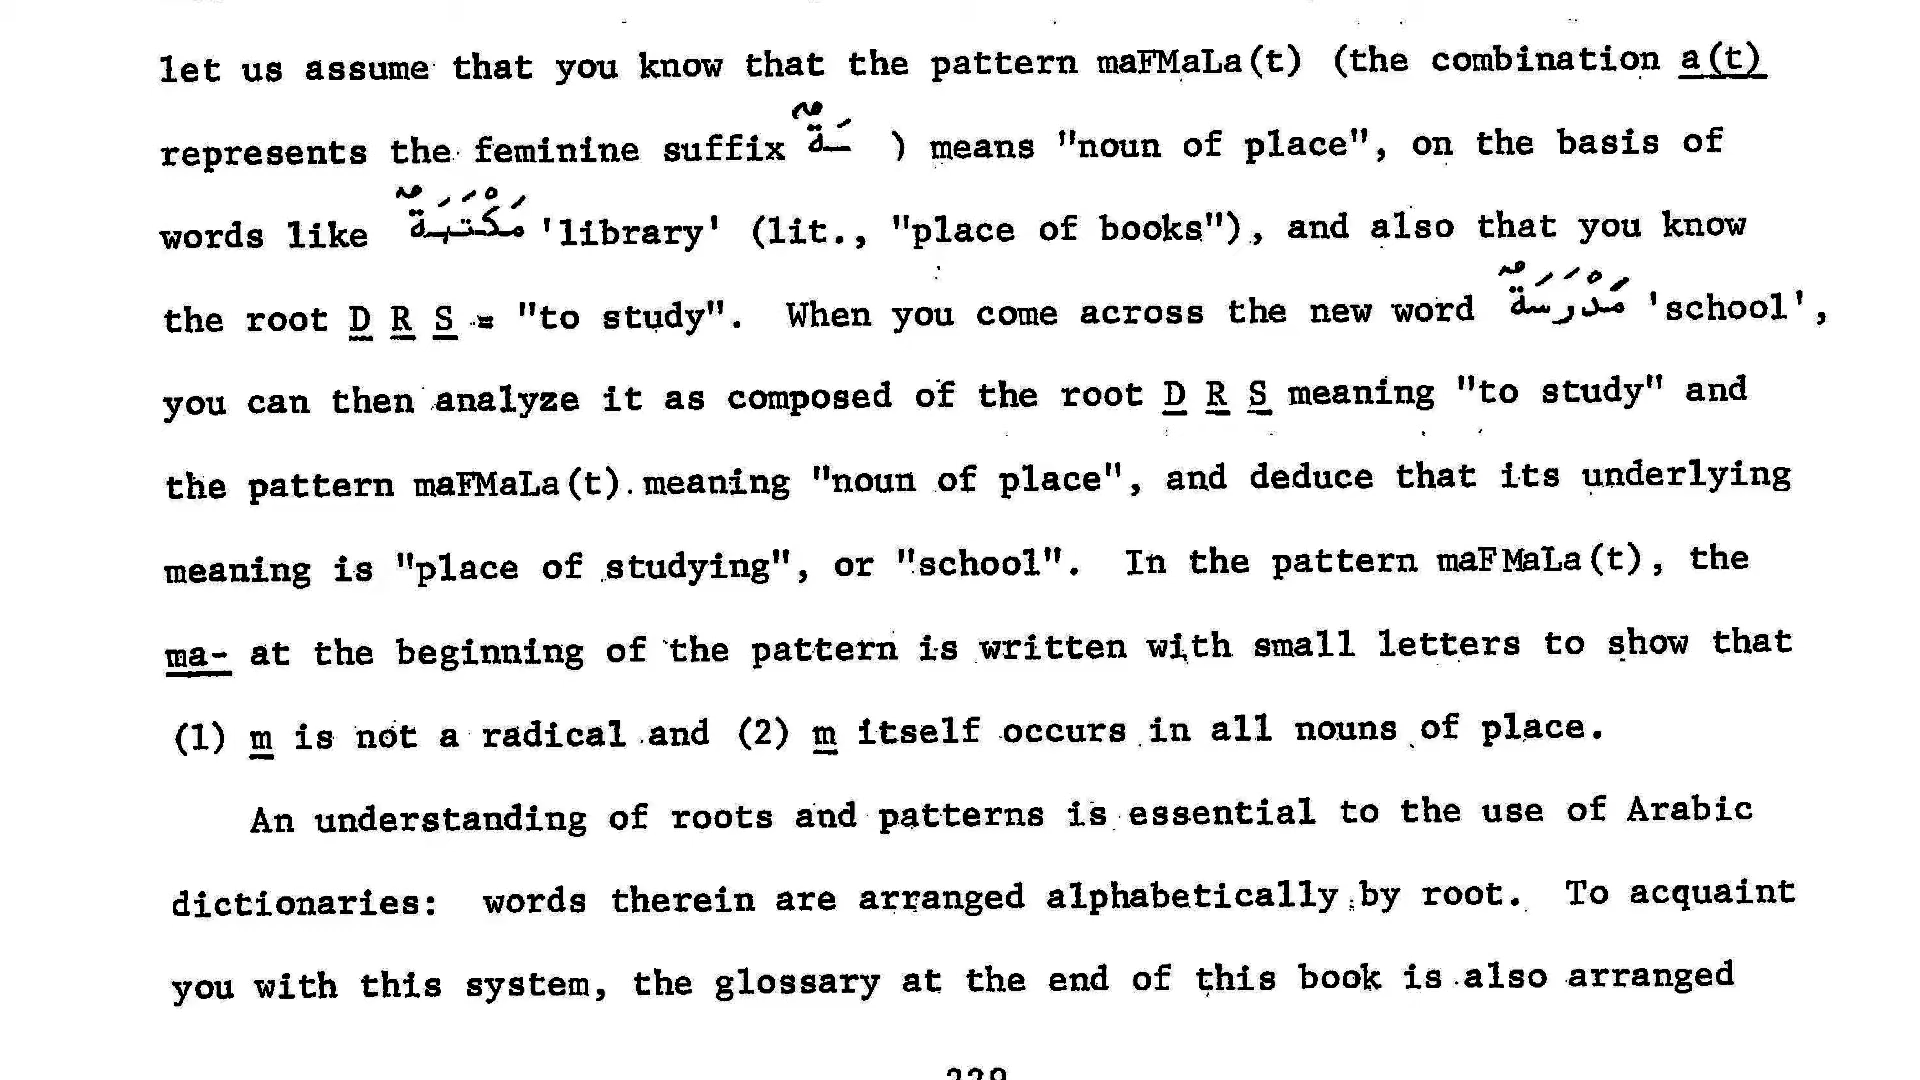 let us assume that you know that the pattern maFMaLa(t) (the combination a(t)
represents the feminine suffix ـَةٌ ) means "noun of place", on the basis of
words like مَكْتَبَةٌ 'library' (lit., "place of books"), and also that you know
the root D R S = "to study". When you come across the new word مَدْرَسَةٌ 'school',
you can then analyze it as composed of the root D R S meaning "to study" and
the pattern maFMaLa(t) meaning "noun of place", and deduce that its underlying
meaning is "place of studying", or "school". In the pattern maFMaLa(t), the
ma- at the beginning of the pattern is written with small letters to show that
(1) m is not a radical and (2) m itself occurs in all nouns of place.
An understanding of roots and patterns is essential to the use of Arabic
dictionaries: words therein are arranged alphabetically by root. To acquaint
you with this system, the glossary at the end of this book is also arranged